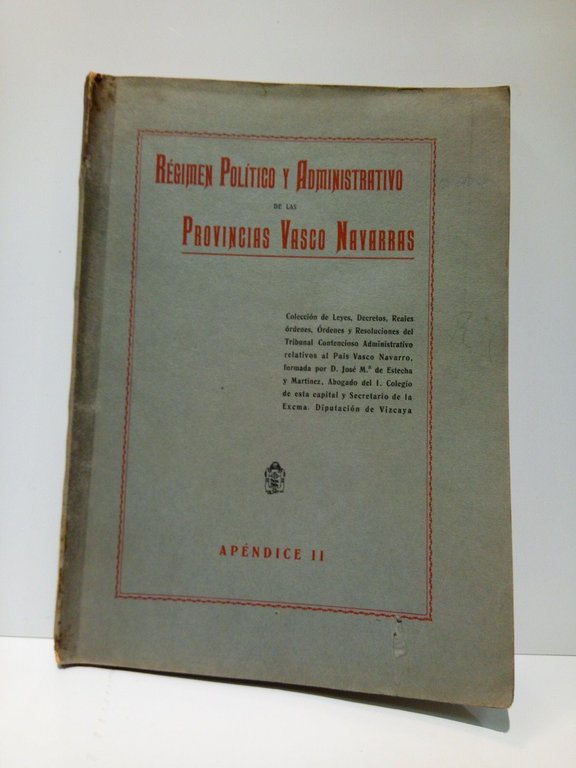 RÉGIMEN POLÍTICO Y ADMINISTRATIVO
DE LAS
PROVINCIAS VASCO NAVARRAS
Colección de Leyes, Decretos, Reales
órdenes, Órdenes y Resoluciones del
Tribunal Contencioso Administrativo
relativos al País Vasco Navarro,
formada por D. José M.ª de Estecha
y Martínez, Abogado del I. Colegio
de esta capital y Secretario de la
Excma. Diputación de Vizcaya
APÉNDICE II